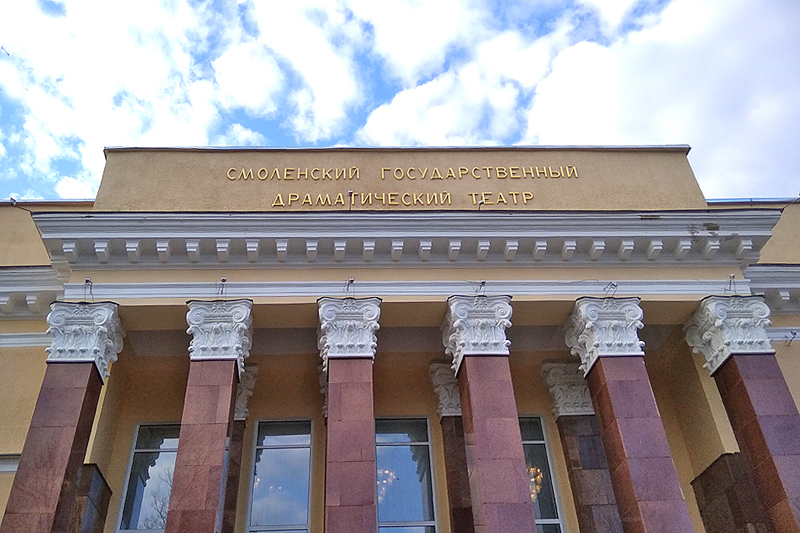 СМОЛЕНСКИЙ ГОСУДАРСТВЕННЫЙ
ДРАМАТИЧЕСКИЙ ТЕАТР